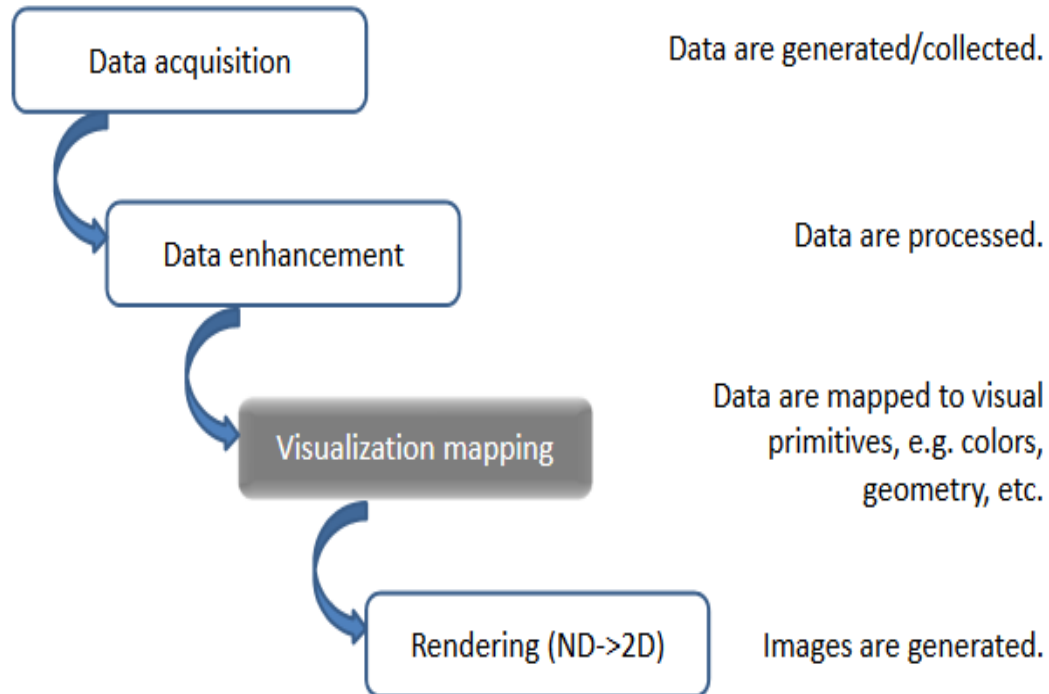 Data acquisition
Data are generated/collected.
Data enhancement
Data are processed.
Visualization mapping
Data are mapped to visual
primitives, e.g. colors,
geometry, etc.
Rendering (ND->2D)
Images are generated.